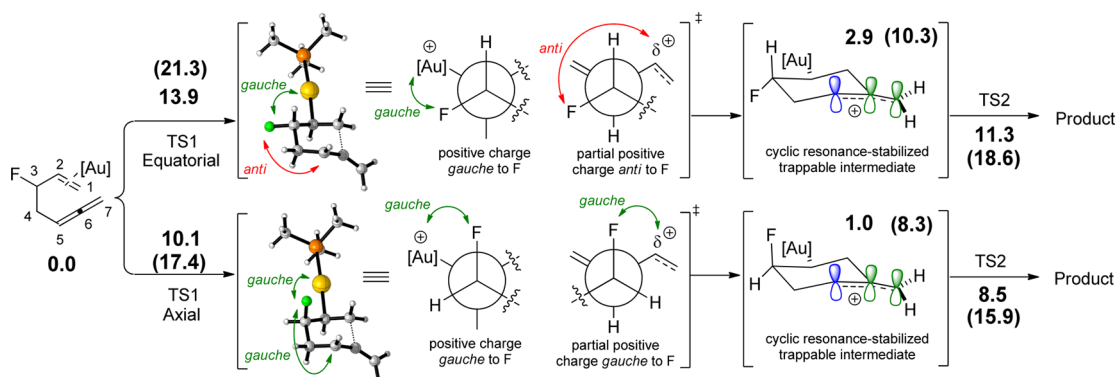 F
3
2
[Au]
1
4
5
6
7
0.0
(21.3)
13.9
TS1
Equatorial
gauche
anti
⊕
[Au]
H
gauche
F
positive charge
gauche to F
anti
H
δ⊕
F
H
partial positive
charge anti to F
‡
2.9 (10.3)
H
[Au]
F
⊕
H
H
cyclic resonance-stabilized
trappable intermediate
TS2
11.3
(18.6)
Product
10.1
(17.4)
TS1
Axial
gauche
gauche
gauche
⊕
[Au]
F
H
positive charge
gauche to F
gauche
F
δ⊕
H
H
partial positive
charge gauche to F
‡
1.0 (8.3)
F
[Au]
H
⊕
H
H
cyclic resonance-stabilized
trappable intermediate
TS2
8.5
(15.9)
Product